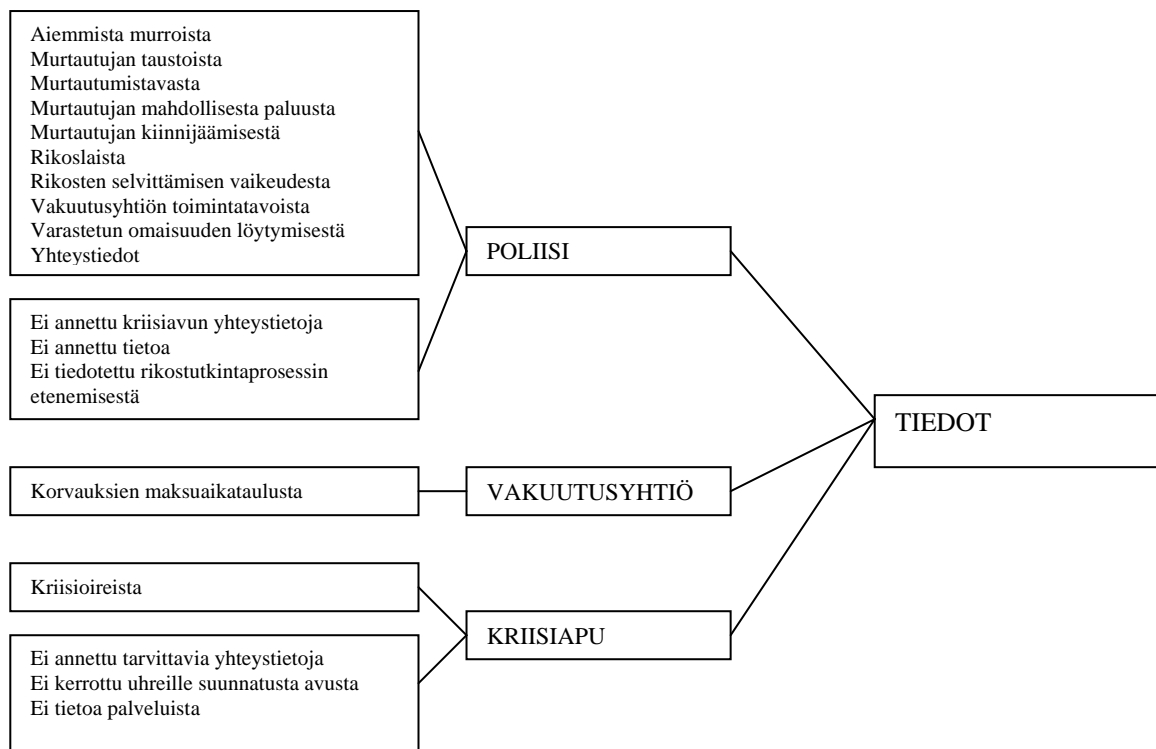 Aiemmista murroista
Murtautujan taustoista
Murtautumistavasta
Murtautujan mahdollisesta paluusta
Murtautujan kiinnijäämisestä
Rikoslaista
Rikosten selvittämisen vaikeudesta
Vakuutusyhtiön toimintatavoista
Varastetun omaisuuden löytymisestä
Yhteystiedot
POLIISI
Ei annettu kriisiavun yhteystietoja
Ei annettu tietoa
Ei tiedotettu rikostutkintaprosessin
etenemisestä
TIEDOT
Korvauksien maksuaikataulusta
VAKUUTUSYHTIÖ
Kriisioireista
KRIISIAPU
Ei annettu tarvittavia yhteystietoja
Ei kerrottu uhreille suunnatusta avusta
Ei tietoa palveluista